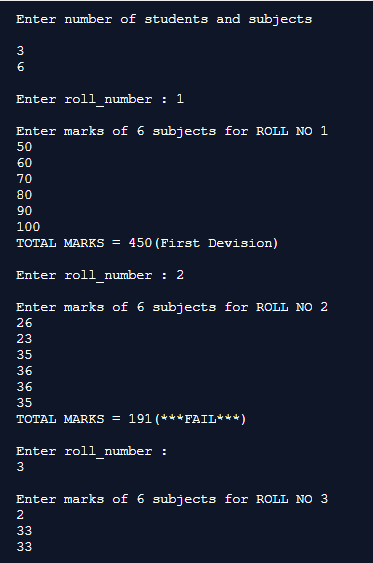 Enter number of students and subjects
3
6
Enter roll_number : 1
Enter marks of 6 subjects for ROLL NO 1
50
60
70
80
90
100
TOTAL MARKS = 450(First Devision)
Enter roll_number : 2
Enter marks of 6 subjects for ROLL NO 2
26
23
35
36
36
35
TOTAL MARKS = 191(***FAIL***)
Enter roll_number :
3
Enter marks of 6 subjects for ROLL NO 3
2
33
33